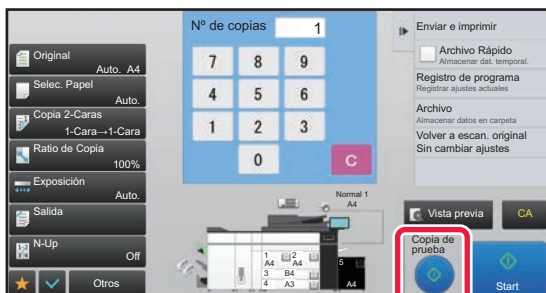 Original
Auto. A4
Selec. Papel
Auto.
Copia 2-Caras
1-Cara→1-Cara
Ratio de Copia
100%
Exposición
Auto.
Salida
N-Up
Off
Otros
Nº de copias 1
7 8 9
4 5 6
1 2 3
0 C
Normal 1
A4
1 A4 2 A4
3 B4
4 A3
5
A4
Enviar e imprimir
Archivo Rápido
Almacenar dat. temporal.
Registro de programa
Registrar ajustes actuales
Archivo
Almacenar datos en carpeta
Volver a escan. original
Sin cambiar ajustes
Vista previa
CA
Copia de
prueba
Start